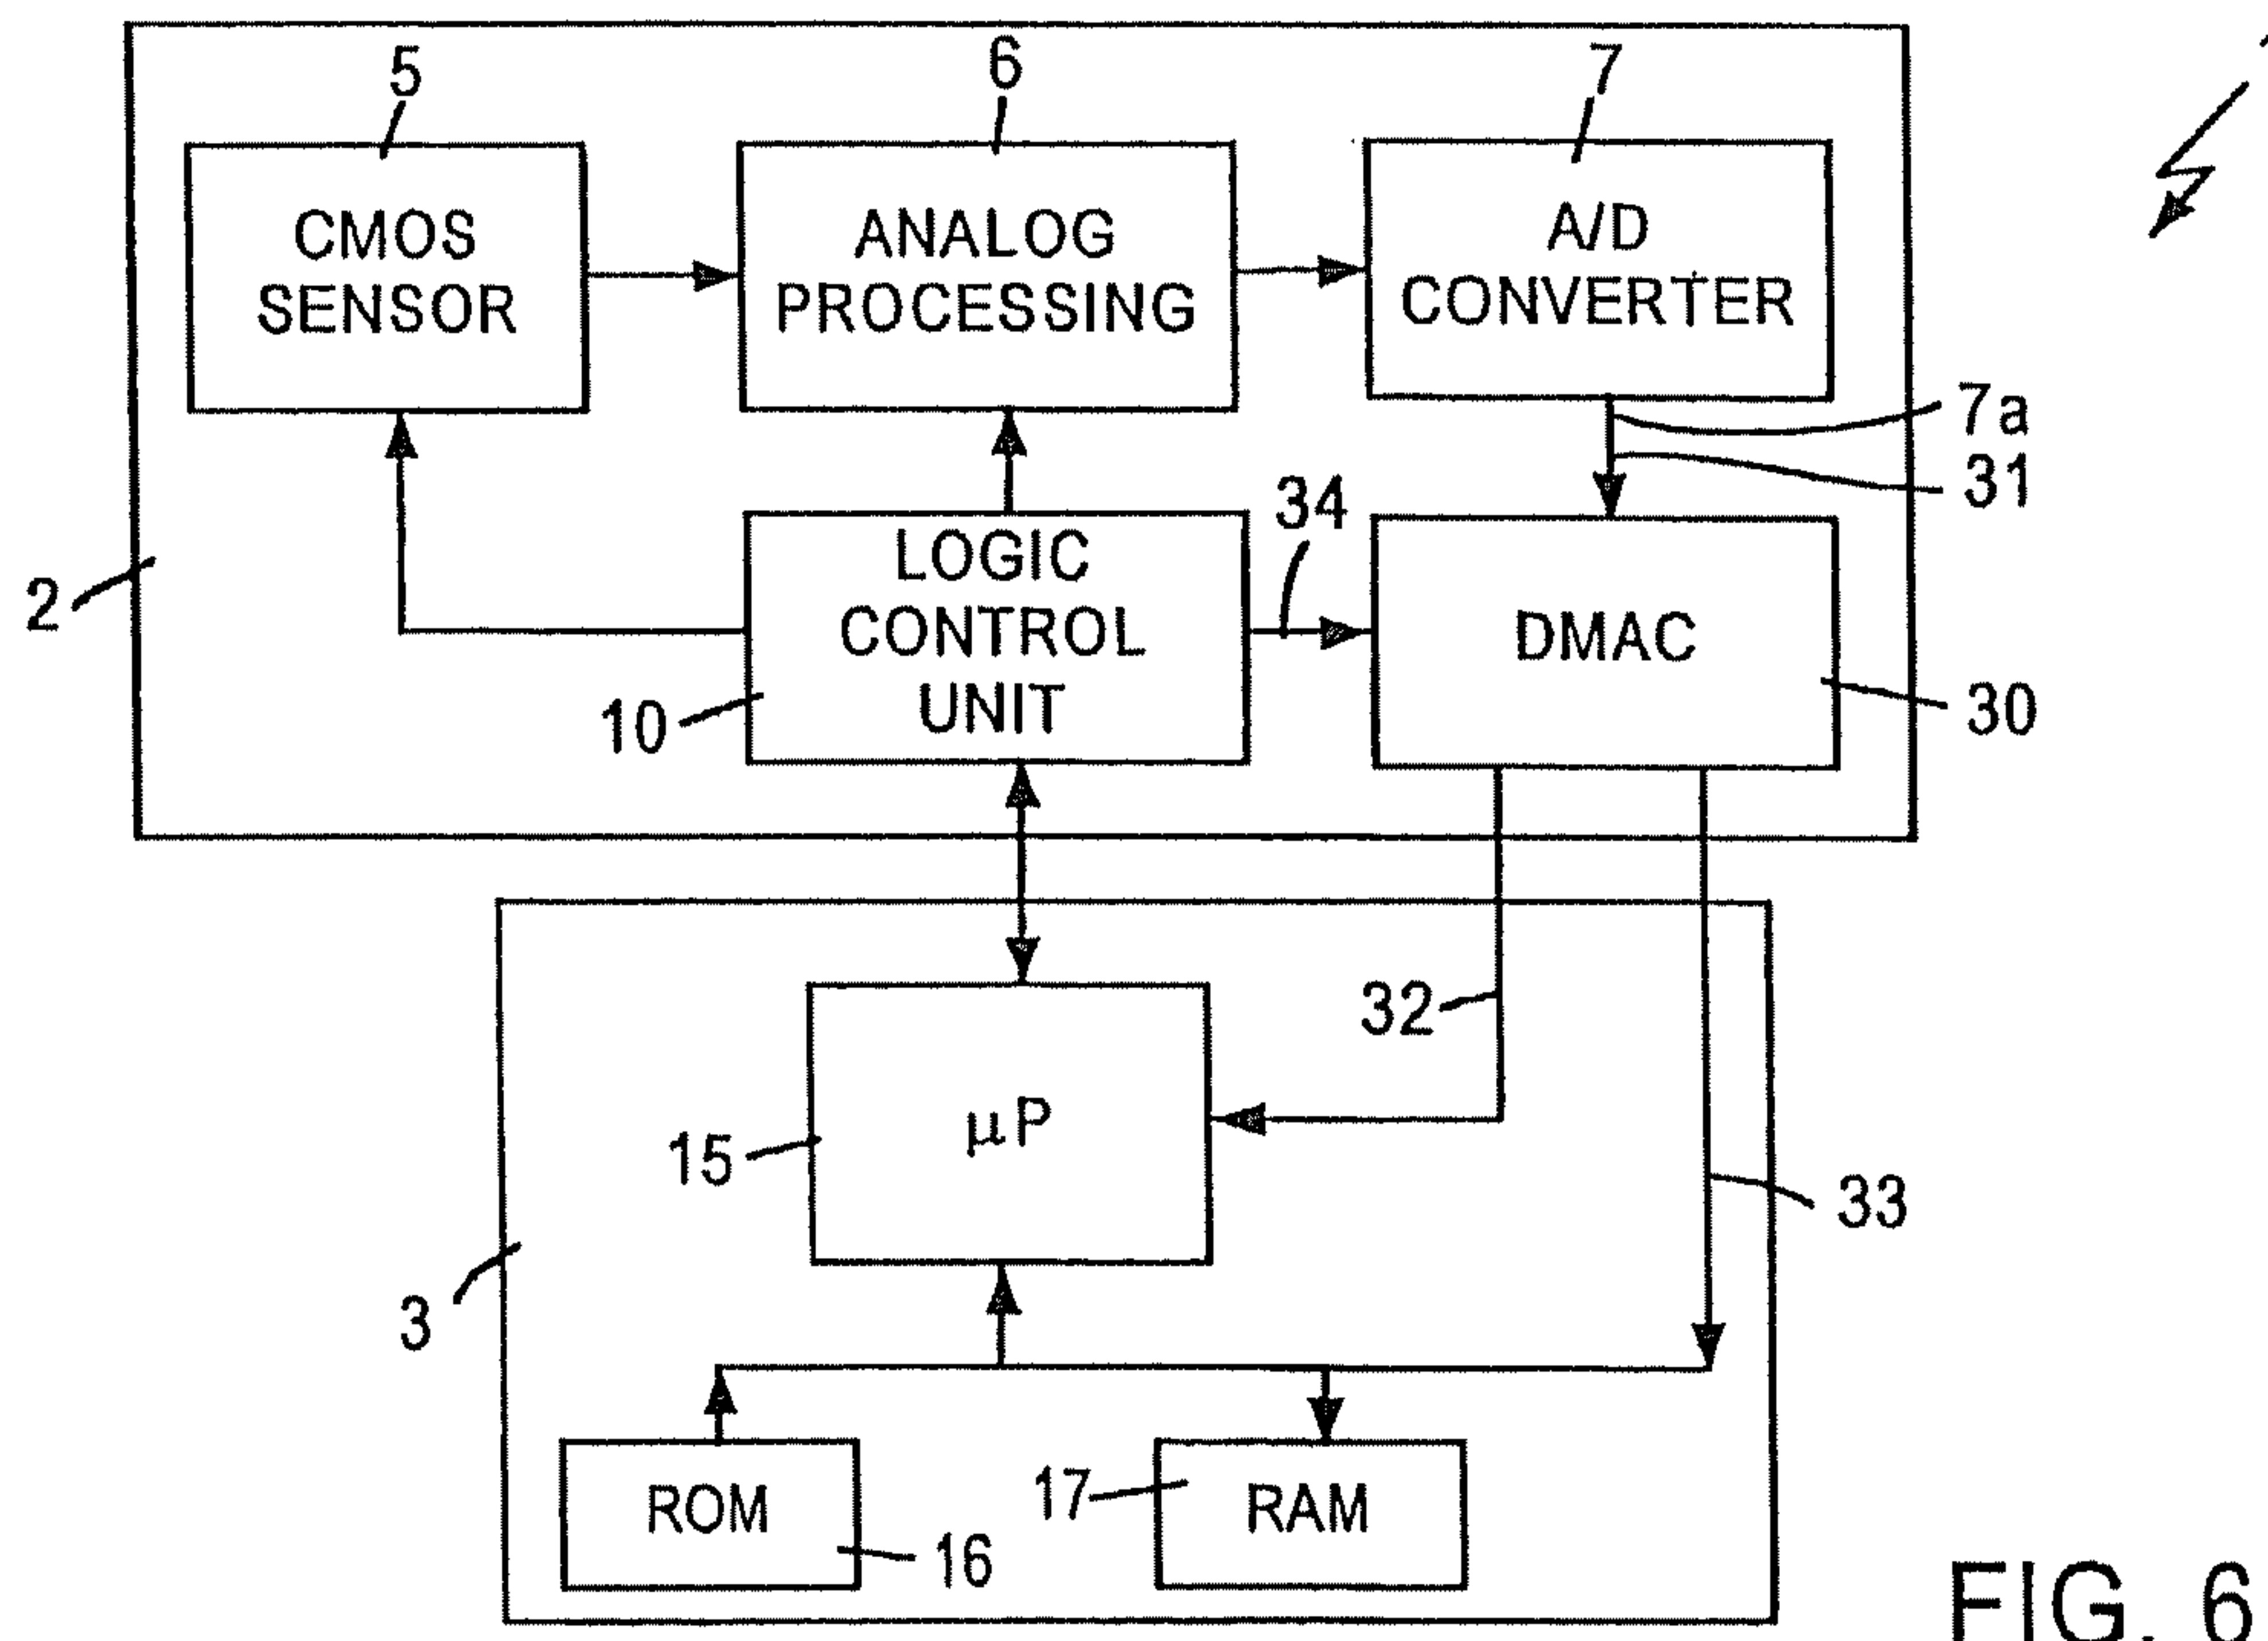 5
6
7
CMOS
SENSOR
ANALOG
PROCESSING
A/D
CONVERTER
7a
31
34
2
LOGIC
CONTROL
UNIT
DMAC
10
30
32
μP
15
33
3
ROM
17
RAM
16
FIG. 6